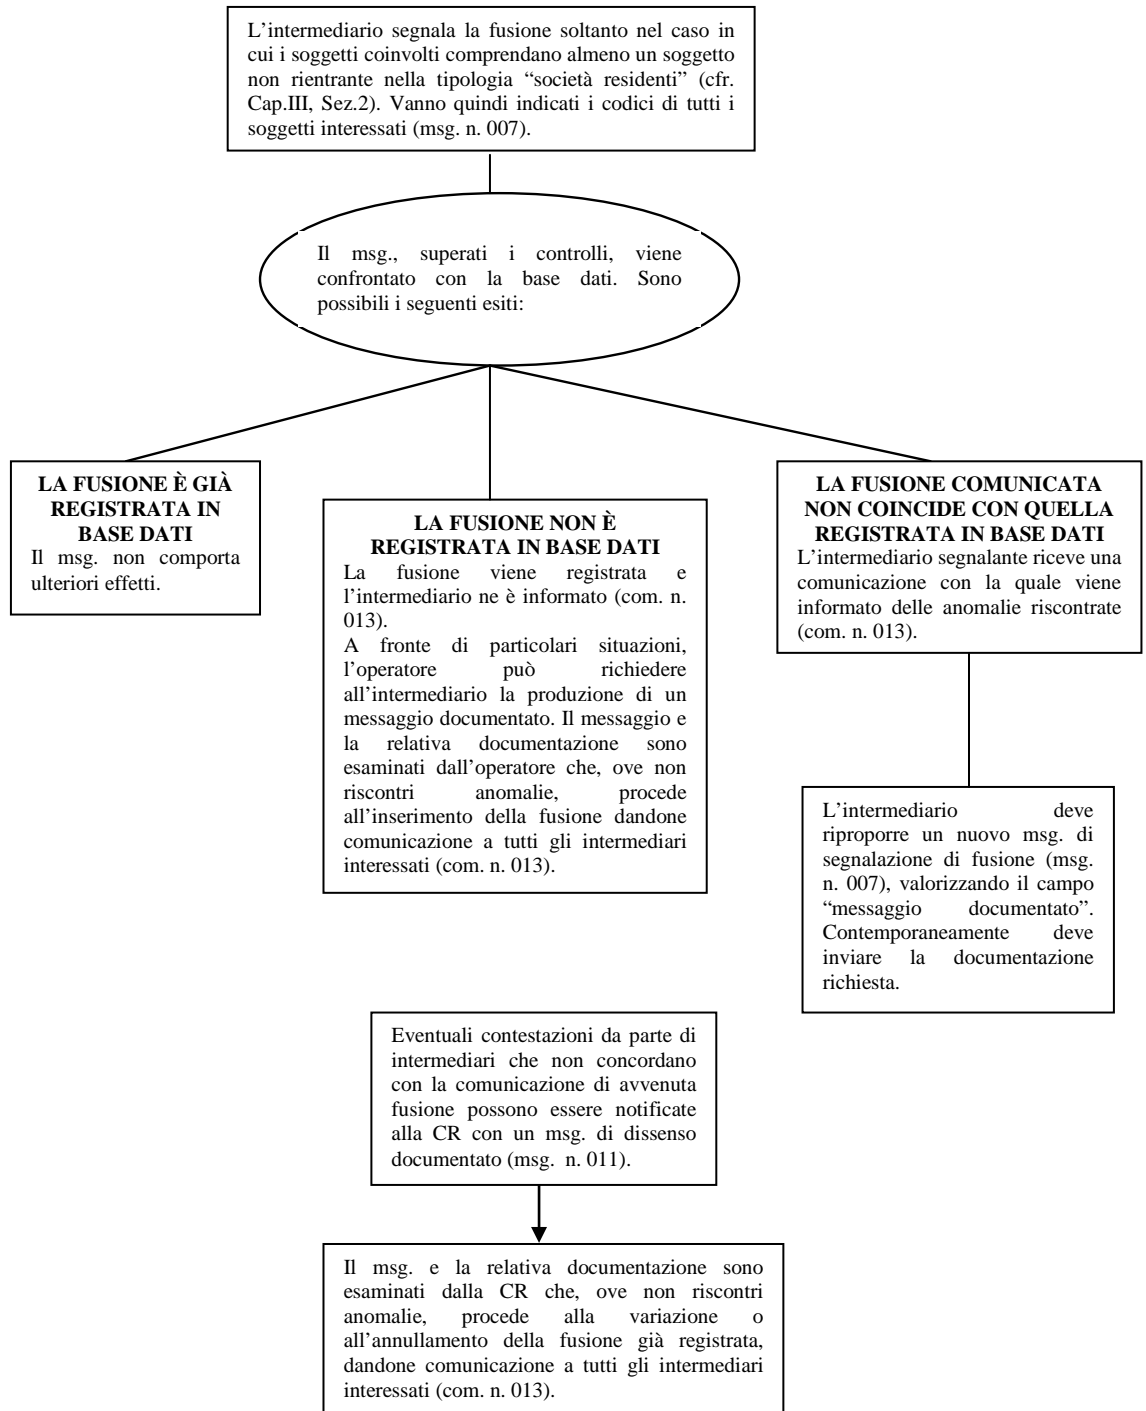 L’intermediario segnala la fusione soltanto nel caso in
cui i soggetti coinvolti comprendano almeno un soggetto
non rientrante nella tipologia “società residenti” (cfr.
Cap.III, Sez.2). Vanno quindi indicati i codici di tutti i
soggetti interessati (msg. n. 007).
Il msg., superati i controlli, viene
confrontato con la base dati. Sono
possibili i seguenti esiti:
LA FUSIONE È GIÀ
REGISTRATA IN
BASE DATI
Il msg. non comporta
ulteriori effetti.
LA FUSIONE NON È
REGISTRATA IN BASE DATI
La fusione viene registrata e
l’intermediario ne è informato (com. n.
013).
A fronte di particolari situazioni,
l’operatore può richiedere
all’intermediario la produzione di un
messaggio documentato. Il messaggio e
la relativa documentazione sono
esaminati dall’operatore che, ove non
riscontri anomalie, procede
all’inserimento della fusione dandone
comunicazione a tutti gli intermediari
interessati (com. n. 013).
LA FUSIONE COMUNICATA
NON COINCIDE CON QUELLA
REGISTRATA IN BASE DATI
L’intermediario segnalante riceve una
comunicazione con la quale viene
informato delle anomalie riscontrate
(com. n. 013).
L’intermediario deve
riproporre un nuovo msg. di
segnalazione di fusione (msg.
n. 007), valorizzando il campo
“messaggio documentato”.
Contemporaneamente deve
inviare la documentazione
richiesta.
Eventuali contestazioni da parte di
intermediari che non concordano
con la comunicazione di avvenuta
fusione possono essere notificate
alla CR con un msg. di dissenso
documentato (msg. n. 011).
Il msg. e la relativa documentazione sono
esaminati dalla CR che, ove non riscontri
anomalie, procede alla variazione o
all’annullamento della fusione già registrata,
dandone comunicazione a tutti gli intermediari
interessati (com. n. 013).